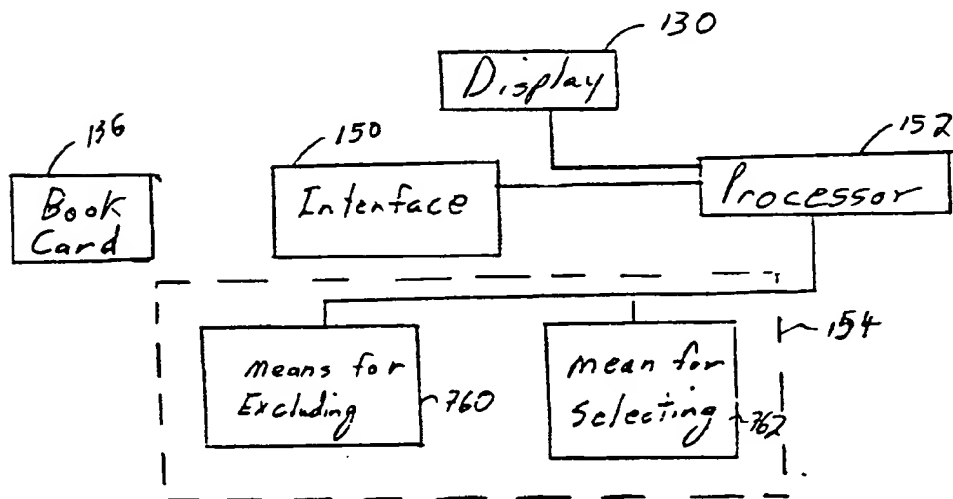 130
Display
136
150
152
Book
Card
Interface
Processor
154
means for
Excluding
760
mean for
Selecting
762